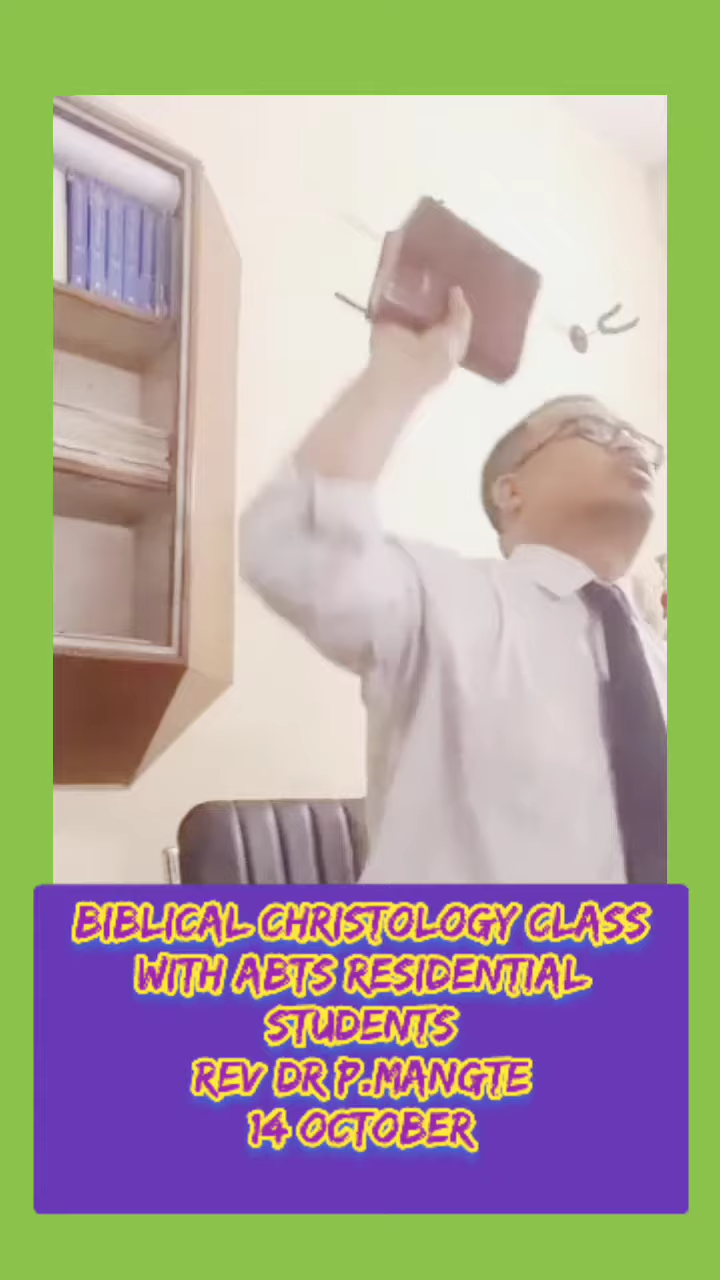 BIBLICAL CHRISTOLOGY CLASS
WITH ABTS RESIDENTIAL
STUDENTS
REV DR P.MANGTE
14 OCTOBER